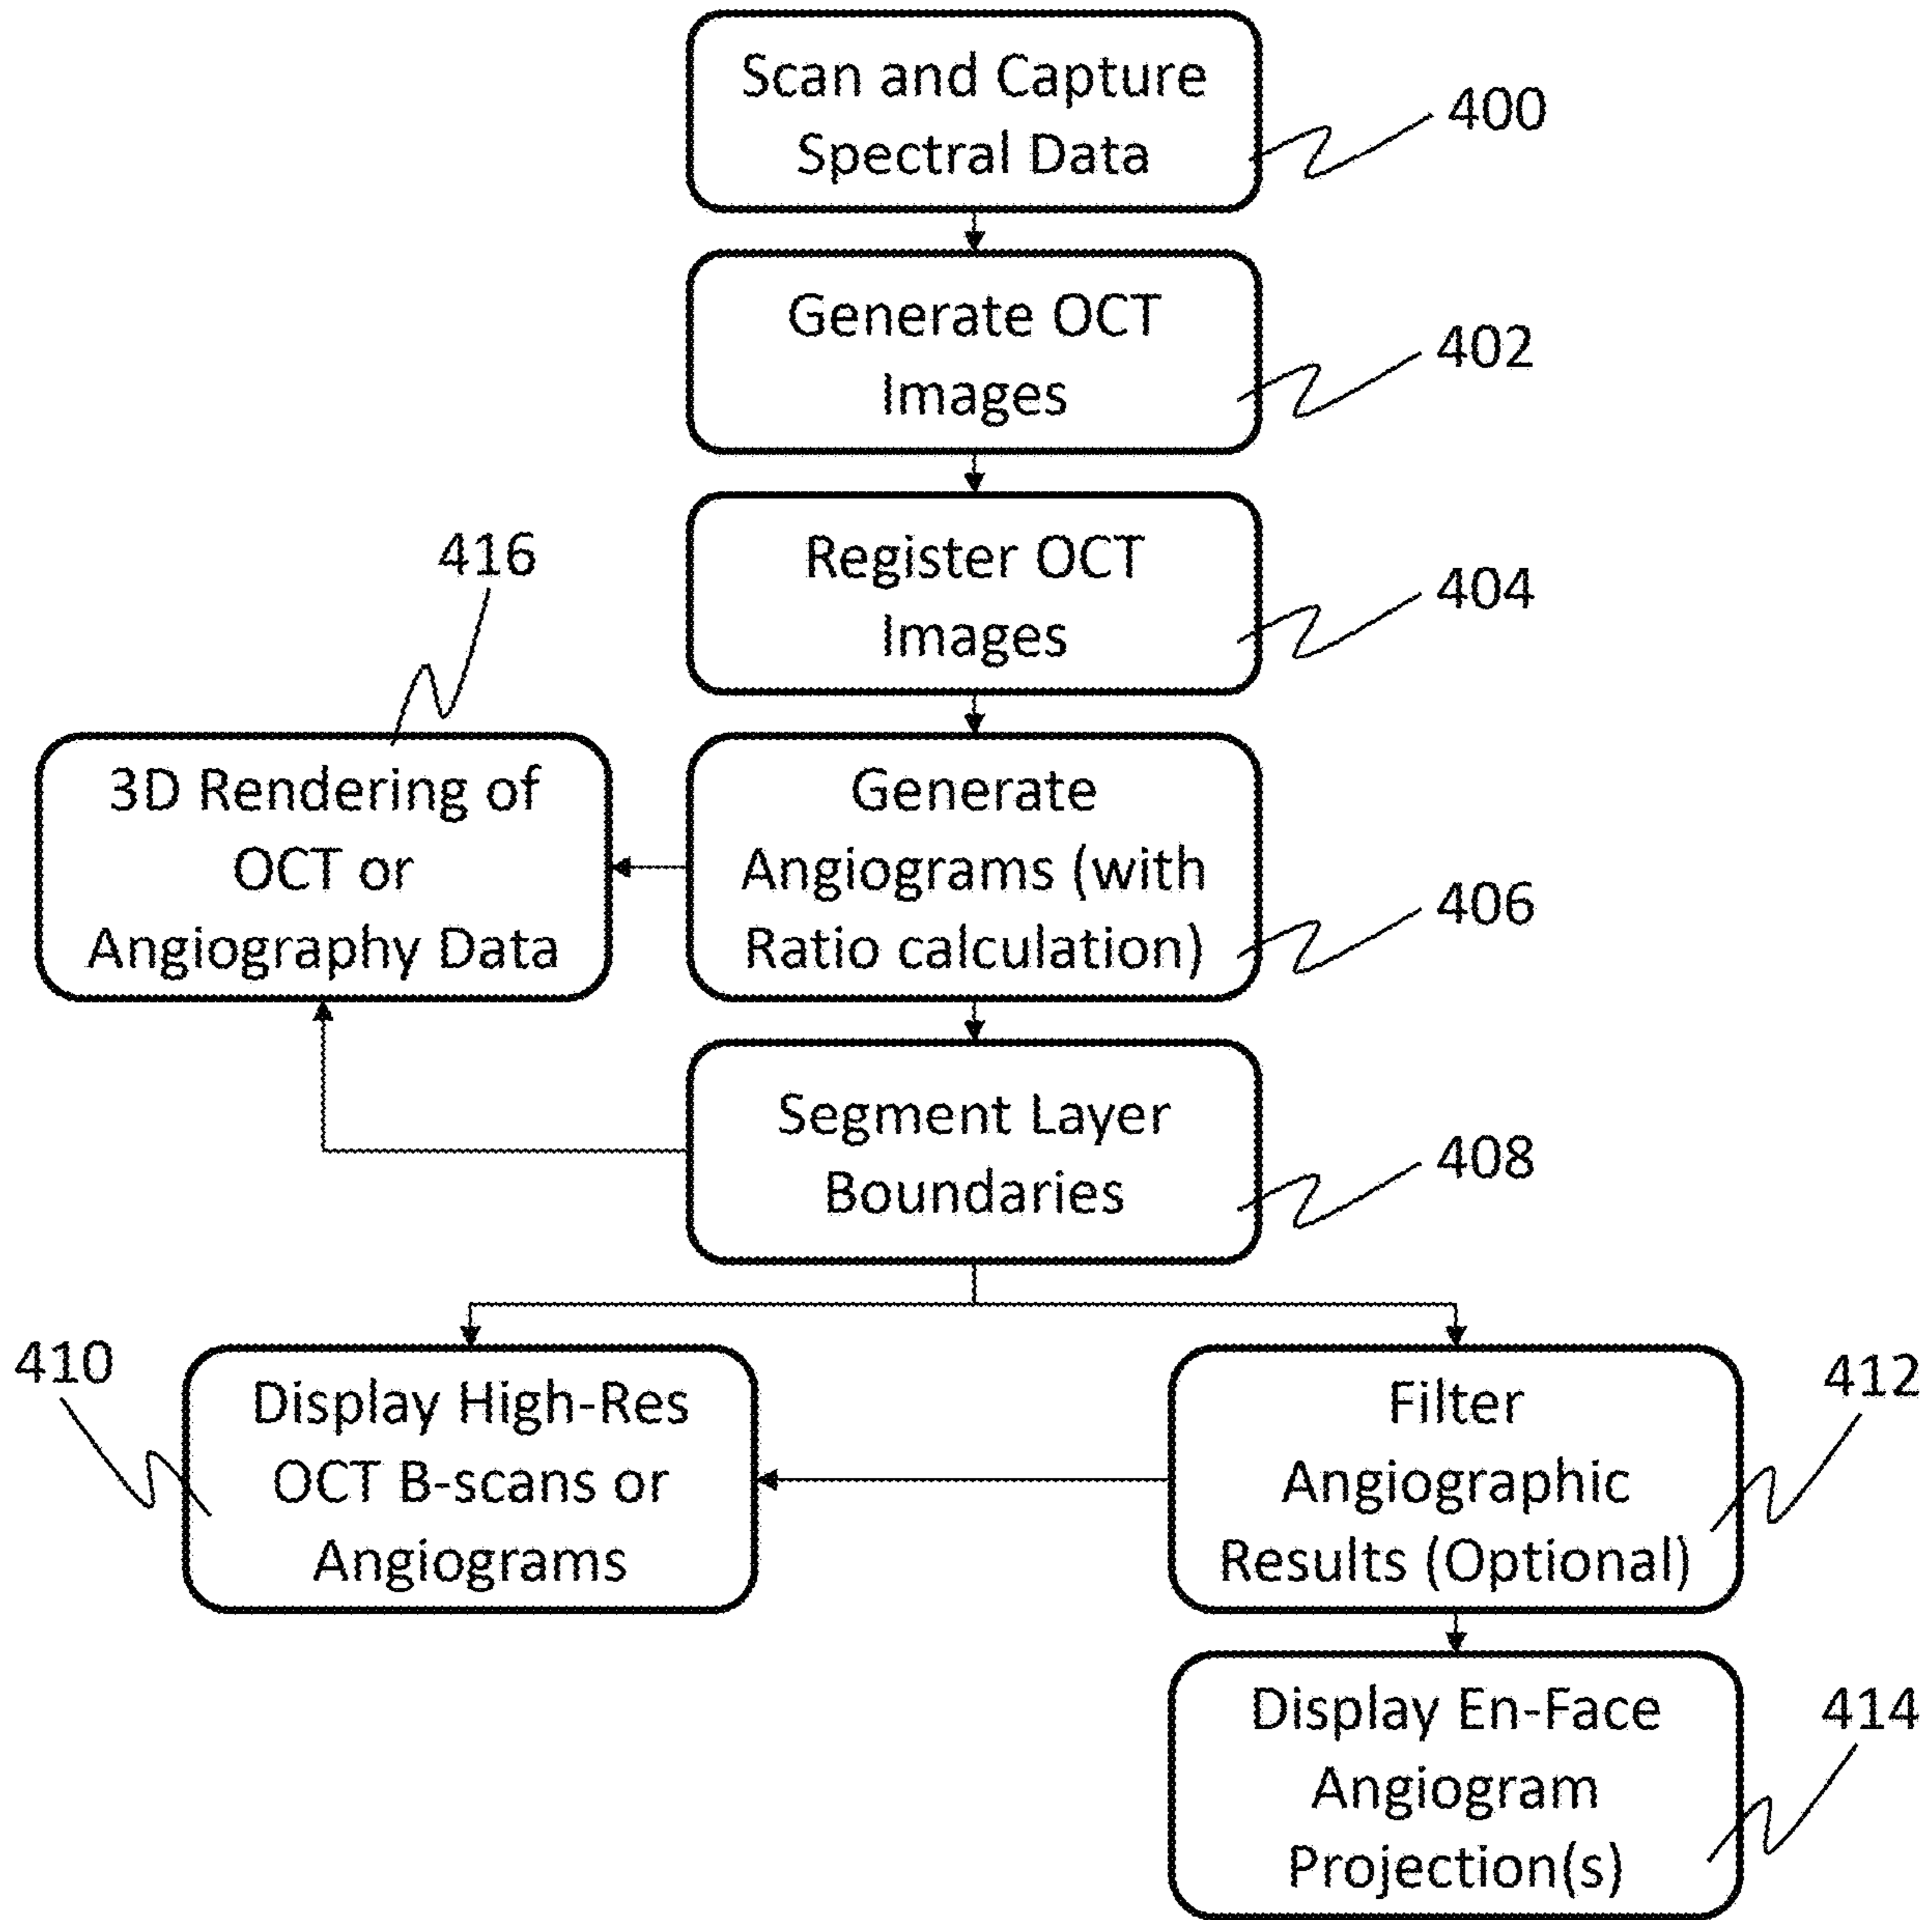 Scan and Capture
Spectral Data
400
Generate OCT
Images
402
Register OCT
Images
404
416
3D Rendering of
OCT or
Angiography Data
Generate
Angiograms (with
Ratio calculation)
406
Segment Layer
Boundaries
408
410
Display High-Res
OCT B-scans or
Angiograms
Filter
Angiographic
Results (Optional)
412
Display En-Face
Angiogram
Projection(s)
414